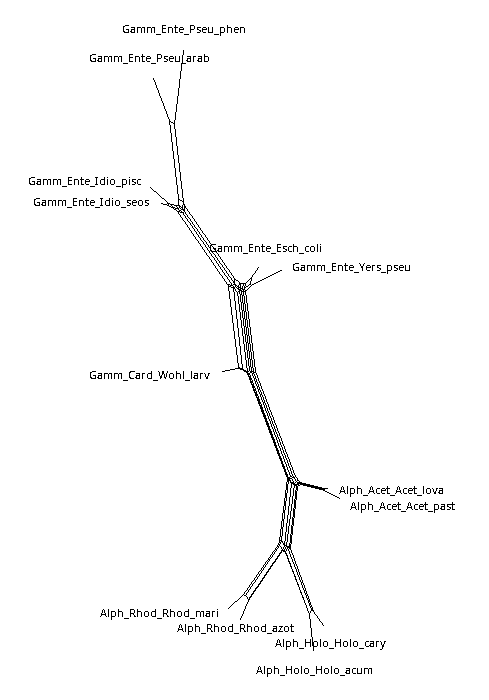 Gamm_Ente_Pseu_phen
Gamm_Ente_Pseu_arab
Gamm_Ente_Idio_pisc
Gamm_Ente_Idio_seos
Gamm_Ente_Esch_coli
Gamm_Ente_Yers_pseu
Gamm_Card_Wohl_larv
Alph_Acet_Acet_lova
Alph_Acet_Acet_past
Alph_Rhod_Rhod_mari
Alph_Rhod_Rhod_azot
Alph_Holo_Holo_cary
Alph_Holo_Holo_acum